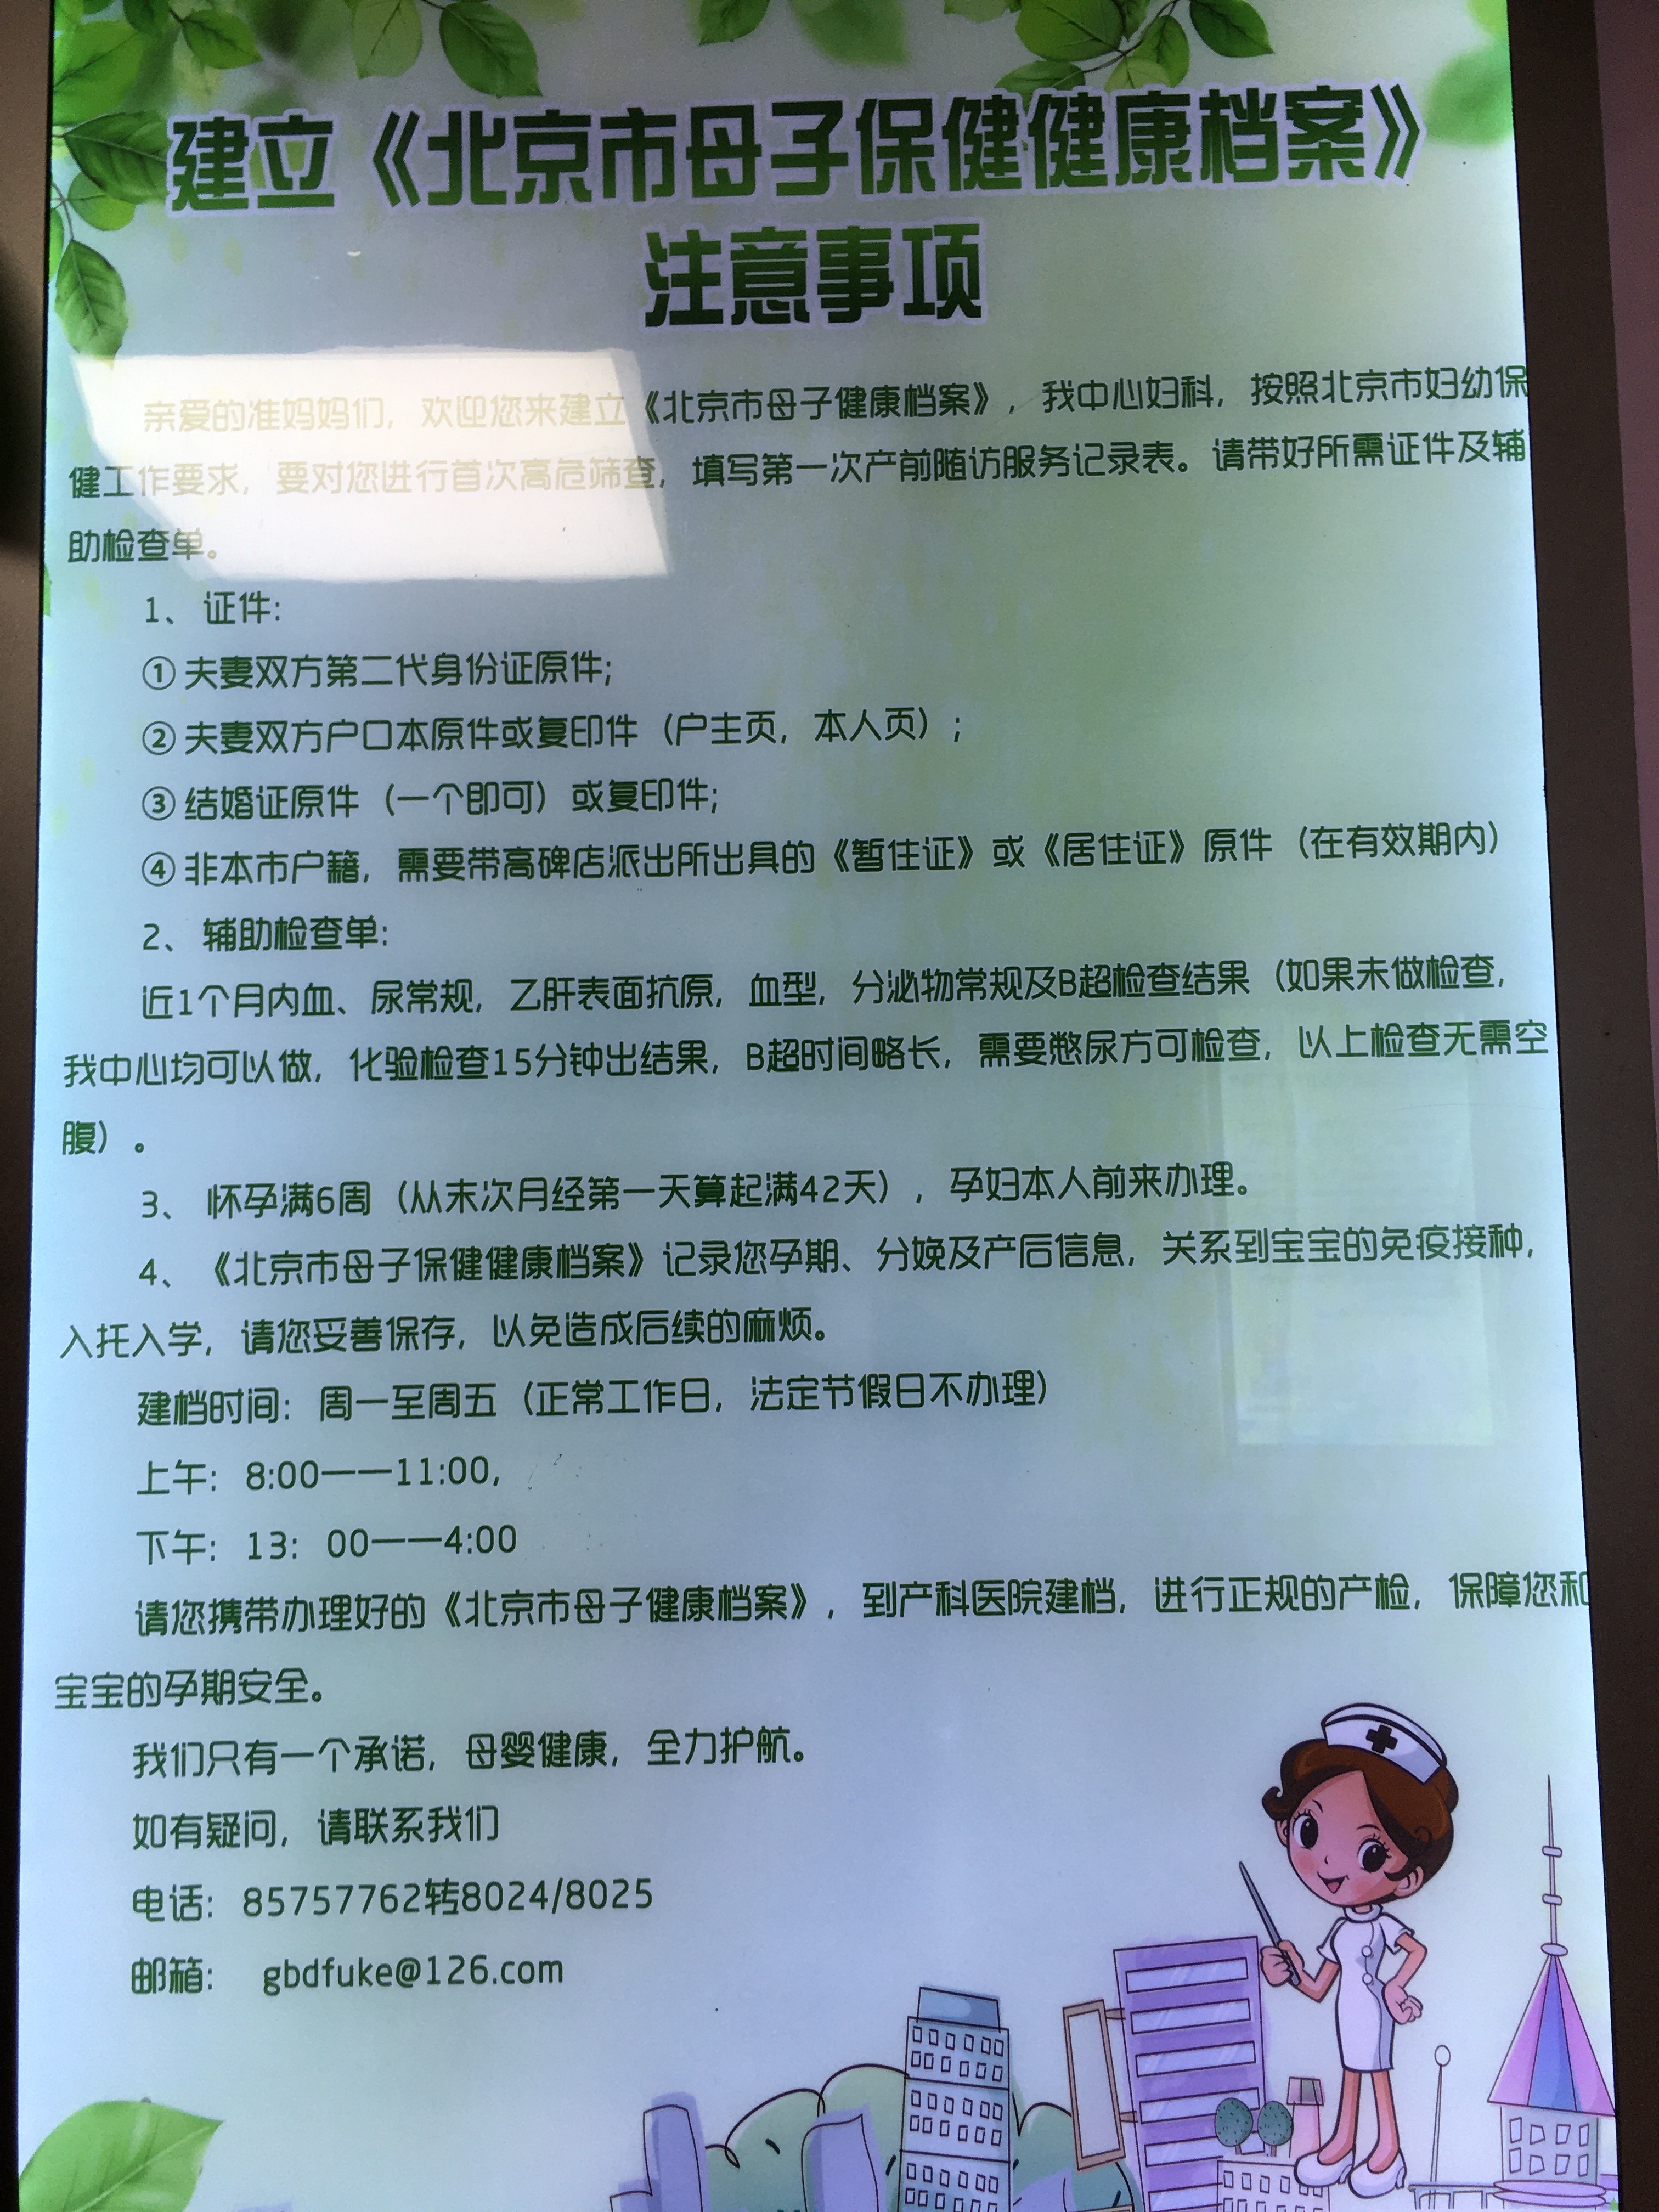 建立《北京市母子保健健康档案》
注意事项
亲爱的准妈妈们，欢迎您来建立《北京市母子健康档案》，我中心妇科，按照北京市妇幼保
健工作要求，要对您进行首次高危筛查，填写第一次产前随访服务记录表。请带好所需证件及辅
助检查单。
1、 证件：
① 夫妻双方第二代身份证原件；
② 夫妻双方户口本原件或复印件（户主页，本人页）；
③ 结婚证原件（一个即可）或复印件；
④ 非本市户籍，需要带高碑店派出所出具的《暂住证》或《居住证》原件（在有效期内）
2、 辅助检查单：
近1个月内血、尿常规，乙肝表面抗原，血型，分泌物常规及B超检查结果（如果未做检查，
我中心均可以做，化验检查15分钟出结果，B超时间略长，需要憋尿方可检查，以上检查无需空
腹）。
3、 怀孕满6周（从末次月经第一天算起满42天），孕妇本人前来办理。
4、《北京市母子保健健康档案》记录您孕期、分娩及产后信息，关系到宝宝的免疫接种，
入托入学，请您妥善保存，以免造成后续的麻烦。
建档时间：周一至周五（正常工作日，法定节假日不办理）
上午：8:00——11:00，
下午：13：00——4:00
请您携带办理好的《北京市母子健康档案》，到产科医院建档，进行正规的产检，保障您和
宝宝的孕期安全。
我们只有一个承诺，母婴健康，全力护航。
如有疑问，请联系我们
电话：85757762转8024/8025
邮箱： gbdfuke@126.com